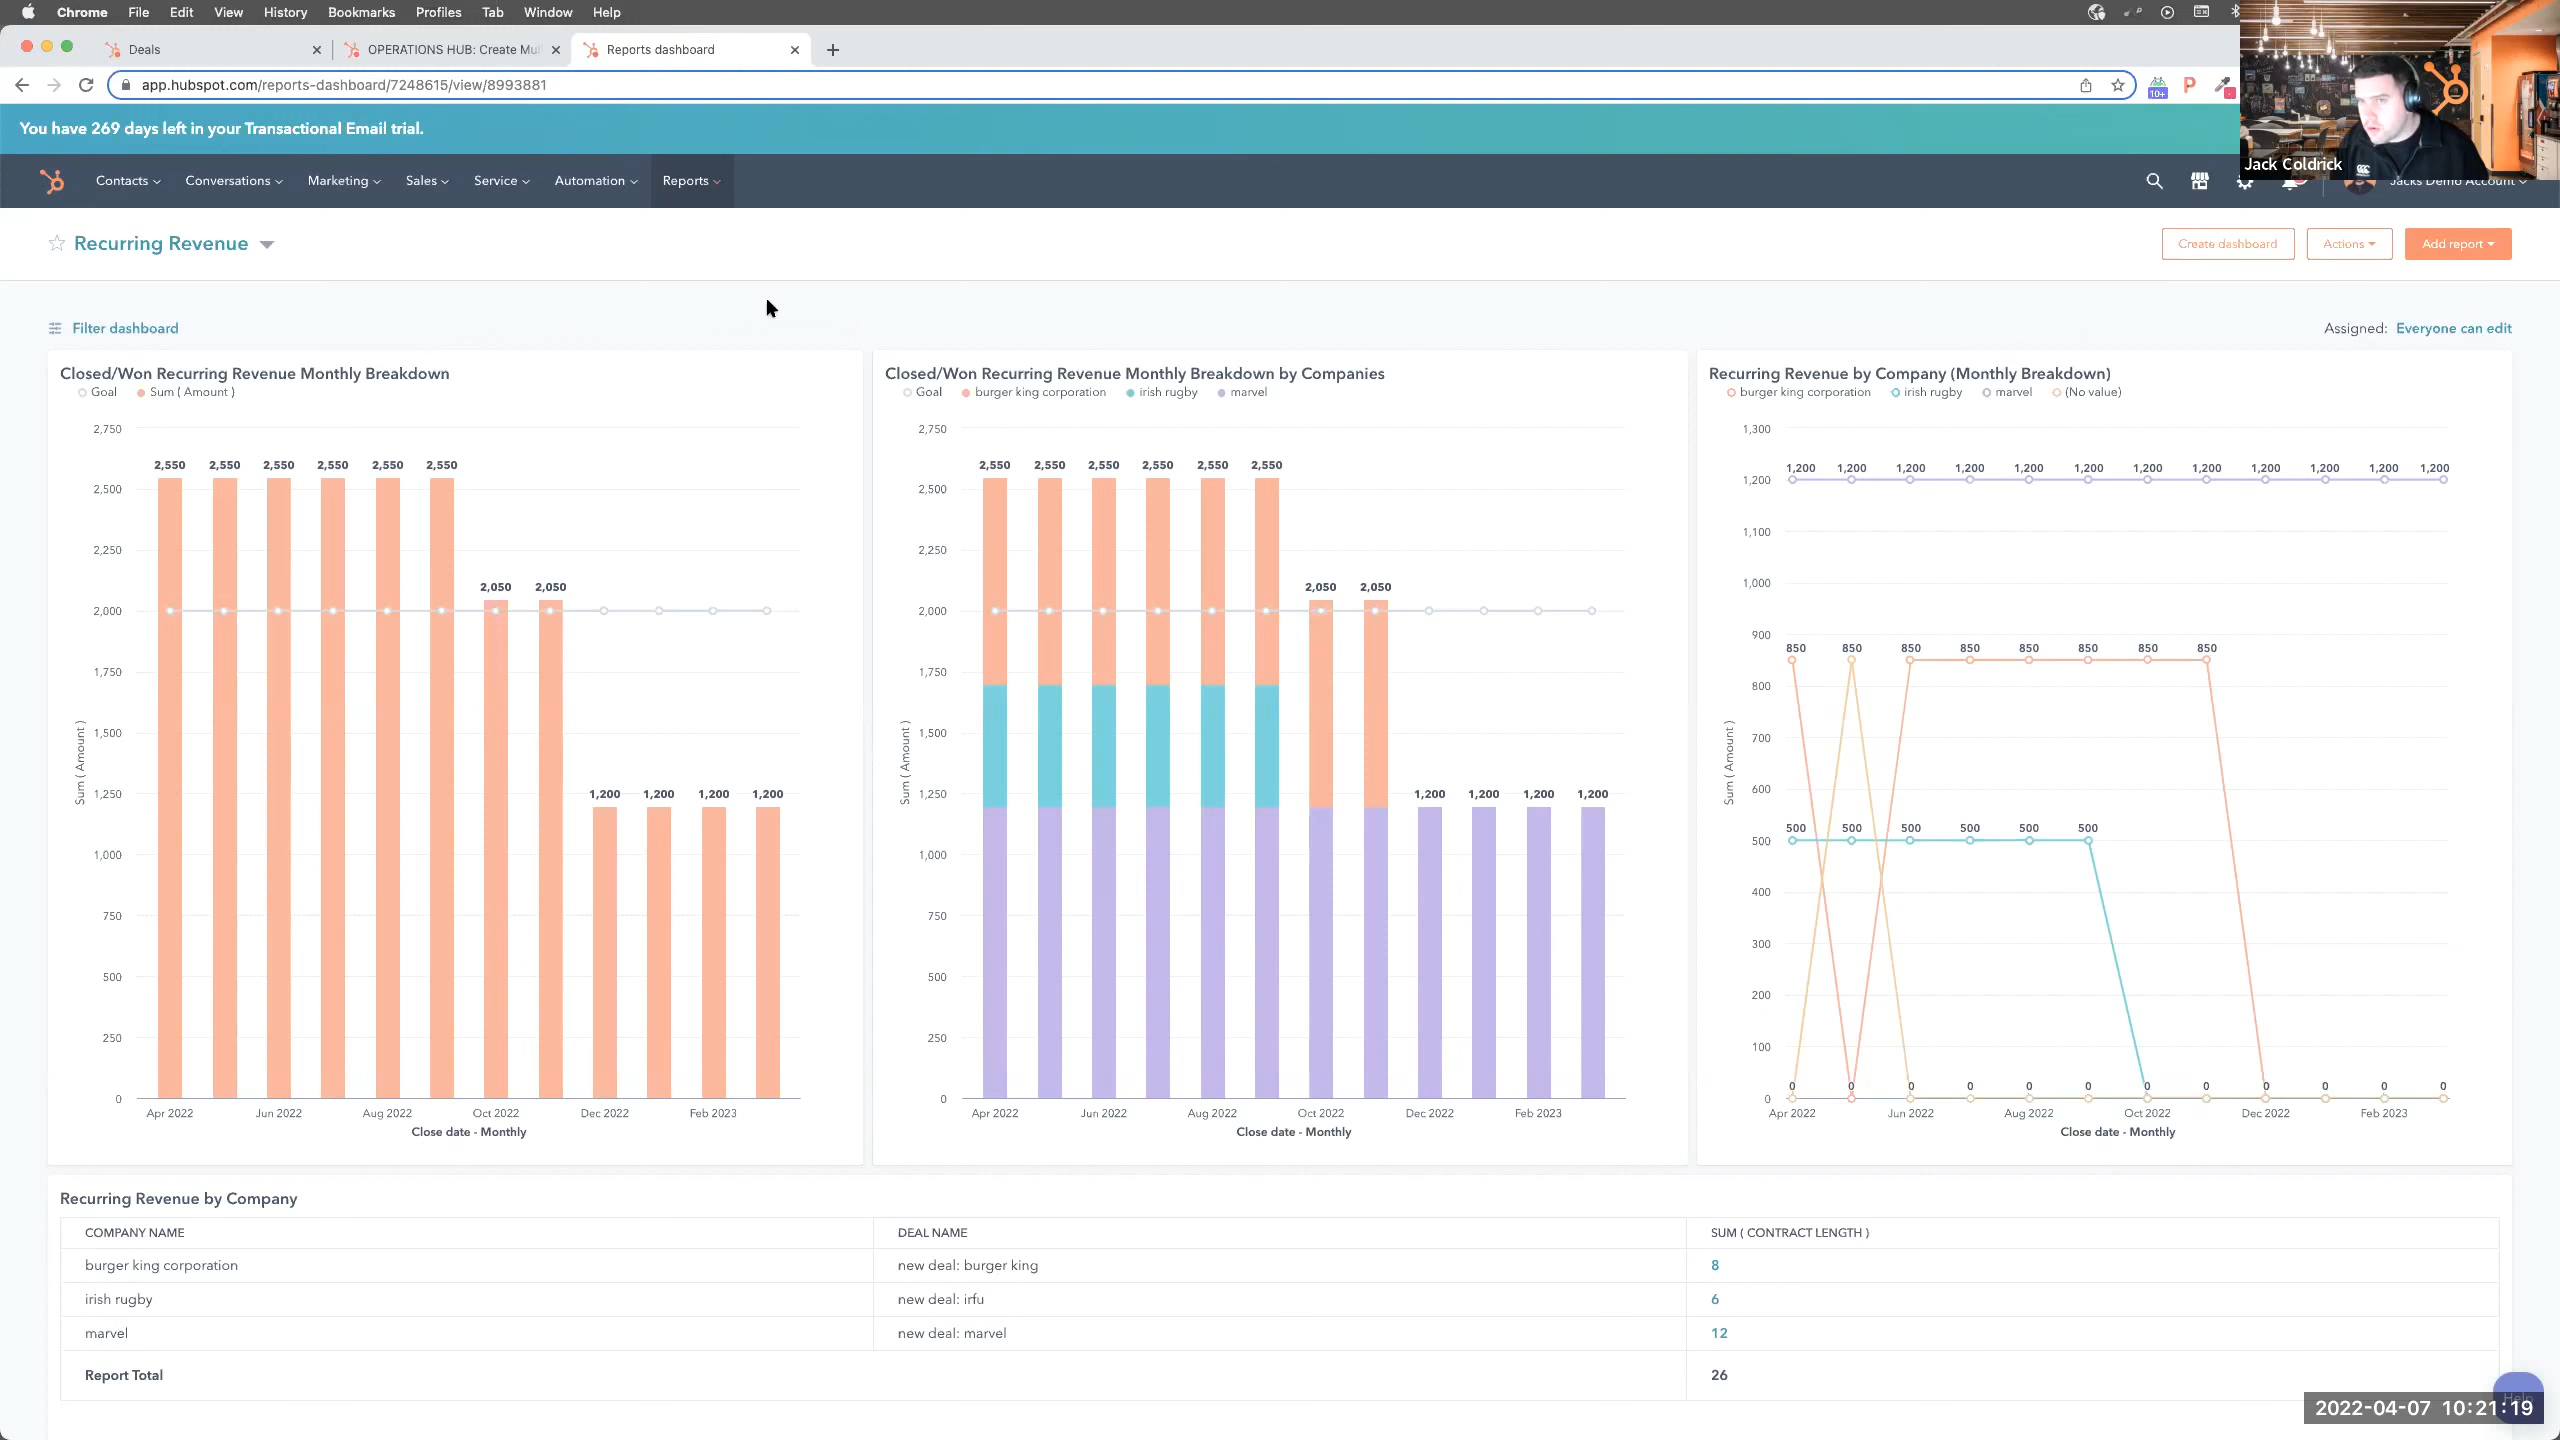 Chrome File Edit View History Bookmarks Profiles Tab Window Help
Deals
OPERATIONS HUB: Create Mul
Reports dashboard
app.hubspot.com/reports-dashboard/7248615/view/8993881
10+
You have 269 days left in your Transactional Email trial.
Jack Coldrick
Contacts Conversations Marketing Sales Service Automation Reports
Jacks Demo Account
Recurring Revenue
Create dashboard
Actions
Add report
Filter dashboard
Assigned: Everyone can edit
Closed/Won Recurring Revenue Monthly Breakdown
Goal Sum ( Amount )
2,750
2,550 2,550 2,550 2,550 2,550 2,550
2,500
2,250
2,050 2,050
2,000
1,750
1,500
Sum ( Amount )
1,250
1,200 1,200 1,200 1,200
1,000
750
500
250
0
Apr 2022 Jun 2022 Aug 2022 Oct 2022 Dec 2022 Feb 2023
Close date - Monthly
Closed/Won Recurring Revenue Monthly Breakdown by Companies
Goal burger king corporation irish rugby marvel
2,750
2,550 2,550 2,550 2,550 2,550 2,550
2,500
2,250
2,050 2,050
2,000
1,750
1,500
Sum ( Amount )
1,250
1,200 1,200 1,200 1,200
1,000
750
500
250
0
Apr 2022 Jun 2022 Aug 2022 Oct 2022 Dec 2022 Feb 2023
Close date - Monthly
Recurring Revenue by Company (Monthly Breakdown)
burger king corporation irish rugby marvel (No value)
1,300
1,200 1,200 1,200 1,200 1,200 1,200 1,200 1,200 1,200 1,200 1,200 1,200
1,200
1,100
1,000
900
850 850 850 850 850 850 850 850
800
700
Sum ( Amount )
600
500 500 500 500 500 500
500
400
300
200
100
0 0 0 0 0 0 0 0 0 0 0 0
0
Apr 2022 Jun 2022 Aug 2022 Oct 2022 Dec 2022 Feb 2023
Close date - Monthly
Recurring Revenue by Company
COMPANY NAME DEAL NAME SUM ( CONTRACT LENGTH )
burger king corporation new deal: burger king 8
irish rugby new deal: irfu 6
marvel new deal: marvel 12
Report Total 26
Help
2022-04-07 10:21:19